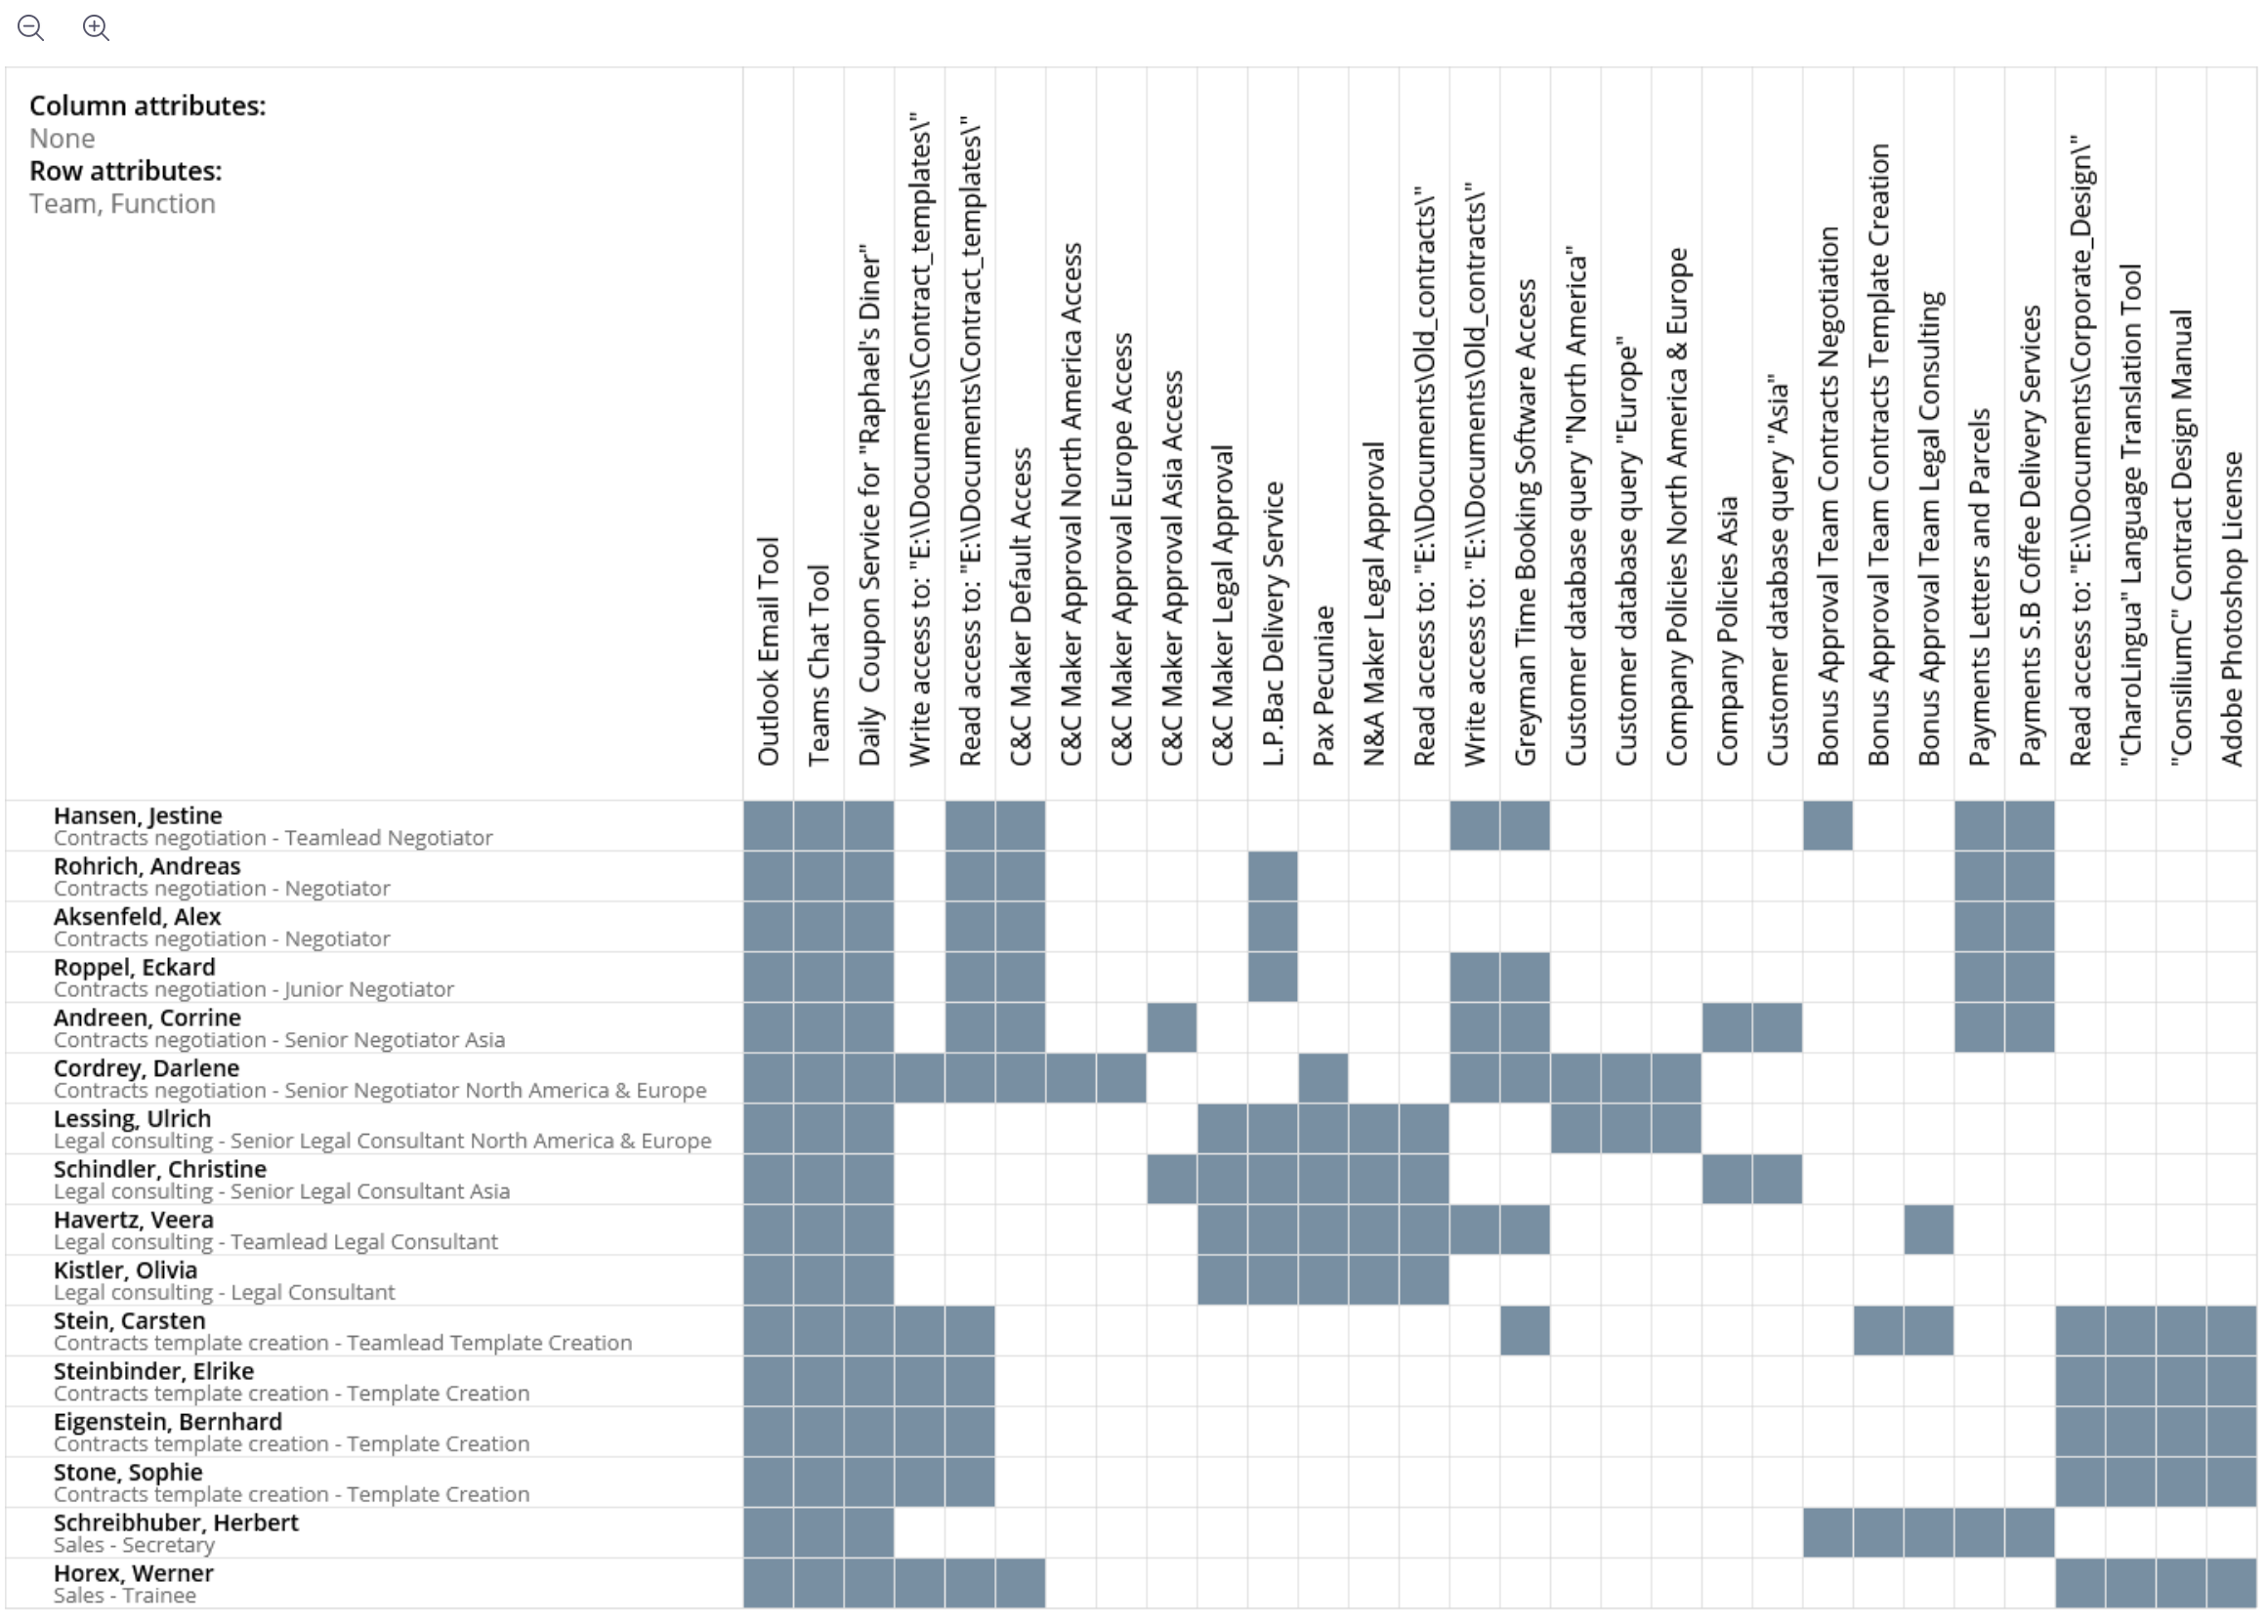 Column attributes:
None
Row attributes:
Team, Function
Outlook Email Tool
Teams Chat Tool
Daily  Coupon Service for "Raphael's Diner"
Write access to: "E:\\Documents\Contract_templates\"
Read access to: "E:\\Documents\Contract_templates\"
C&C Maker Default Access
C&C Maker Approval North America Access
C&C Maker Approval Europe Access
C&C Maker Approval Asia Access
C&C Maker Legal Approval
L.P.Bac Delivery Service
Pax Pecuniae
N&A Maker Legal Approval
Read access to: "E:\\Documents\Old_contracts\"
Write access to: "E:\\Documents\Old_contracts\"
Greyman Time Booking Software Access
Customer database query "North America"
Customer database query "Europe"
Company Policies North America & Europe
Company Policies Asia
Customer database query "Asia"
Bonus Approval Team Contracts Negotiation
Bonus Approval Team Contracts Template Creation
Bonus Approval Team Legal Consulting
Payments Letters and Parcels
Payments S.B Coffee Delivery Services
Read access to: "E:\\Documents\Corporate_Design\"
"CharoLingua" Language Translation Tool
"ConsiliumC" Contract Design Manual
Adobe Photoshop License
Hansen, Jestine
Contracts negotiation - Teamlead Negotiator
Rohrich, Andreas
Contracts negotiation - Negotiator
Aksenfeld, Alex
Contracts negotiation - Negotiator
Roppel, Eckard
Contracts negotiation - Junior Negotiator
Andreen, Corrine
Contracts negotiation - Senior Negotiator Asia
Cordrey, Darlene
Contracts negotiation - Senior Negotiator North America & Europe
Lessing, Ulrich
Legal consulting - Senior Legal Consultant North America & Europe
Schindler, Christine
Legal consulting - Senior Legal Consultant Asia
Havertz, Veera
Legal consulting - Teamlead Legal Consultant
Kistler, Olivia
Legal consulting - Legal Consultant
Stein, Carsten
Contracts template creation - Teamlead Template Creation
Steinbinder, Elrike
Contracts template creation - Template Creation
Eigenstein, Bernhard
Contracts template creation - Template Creation
Stone, Sophie
Contracts template creation - Template Creation
Schreibhuber, Herbert
Sales - Secretary
Horex, Werner
Sales - Trainee